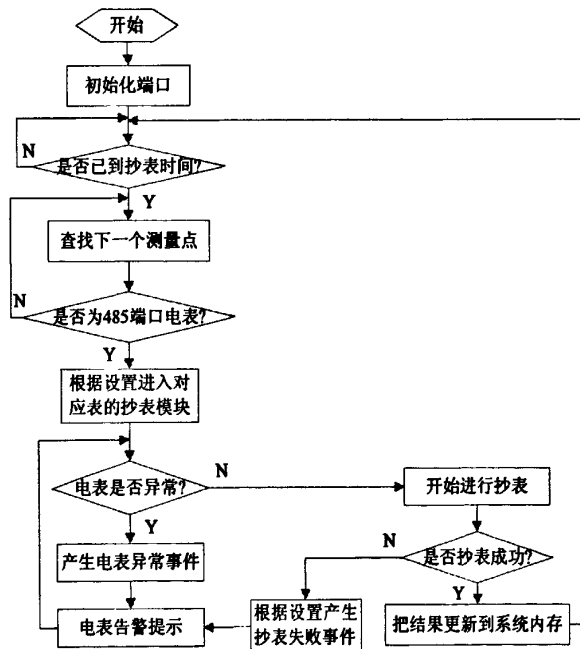 开始
初始化端口
N
是否已到抄表时间?
Y
查找下一个测量点
N
是否为485端口电表?
Y
根据设置进入对
应表的抄表模块
电表是否异常?
N
开始进行抄表
Y
产生电表异常事件
N
是否抄表成功?
Y
电表告警提示
根据设置产生
抄表失败事件
把结果更新到系统内存